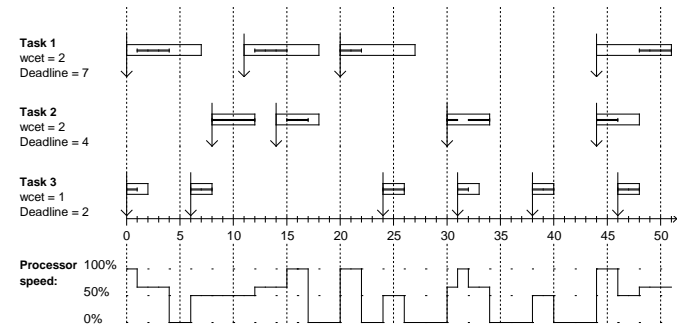 Task 1
wcet = 2
Deadline = 7
Task 2
wcet = 2
Deadline = 4
Task 3
wcet = 1
Deadline = 2
0 5 10 15 20 25 30 35 40 45 50
Processor 100%
speed:
50%
0%